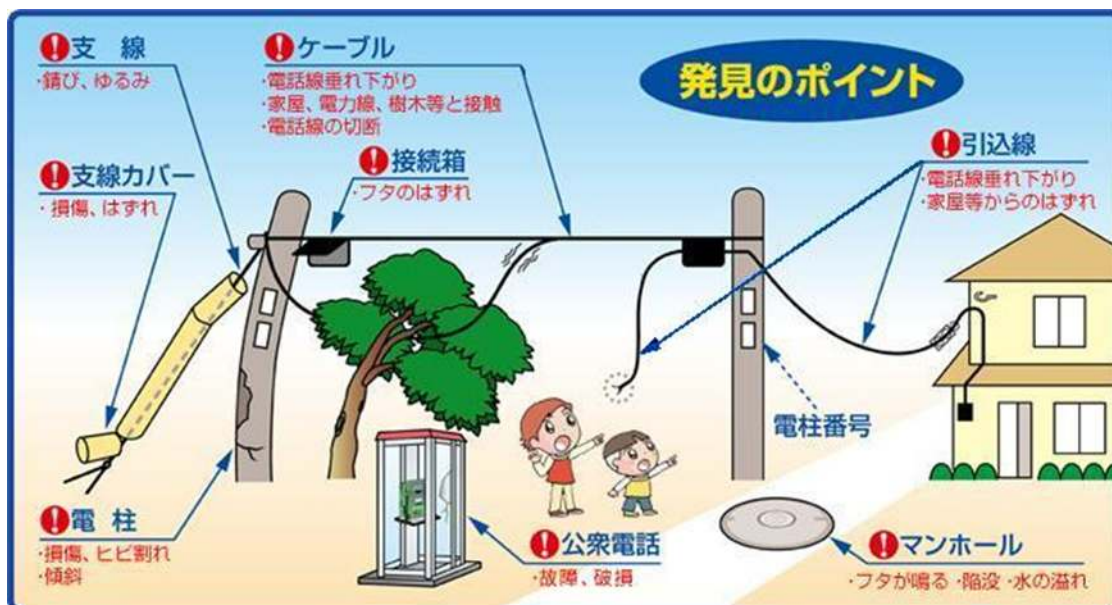 発見のポイント
支線
・錆び、ゆるみ
ケーブル
・電話線垂れ下がり
・家屋、電力線、樹木等と接触
・電話線の切断
支線カバー
・損傷、はずれ
接続箱
・フタのはずれ
引込線
・電話線垂れ下がり
・家屋等からのはずれ
電柱番号
電柱
・損傷、ヒビ割れ
・傾斜
公衆電話
・故障、破損
マンホール
・フタが鳴る ・陥没 ・水の溢れ